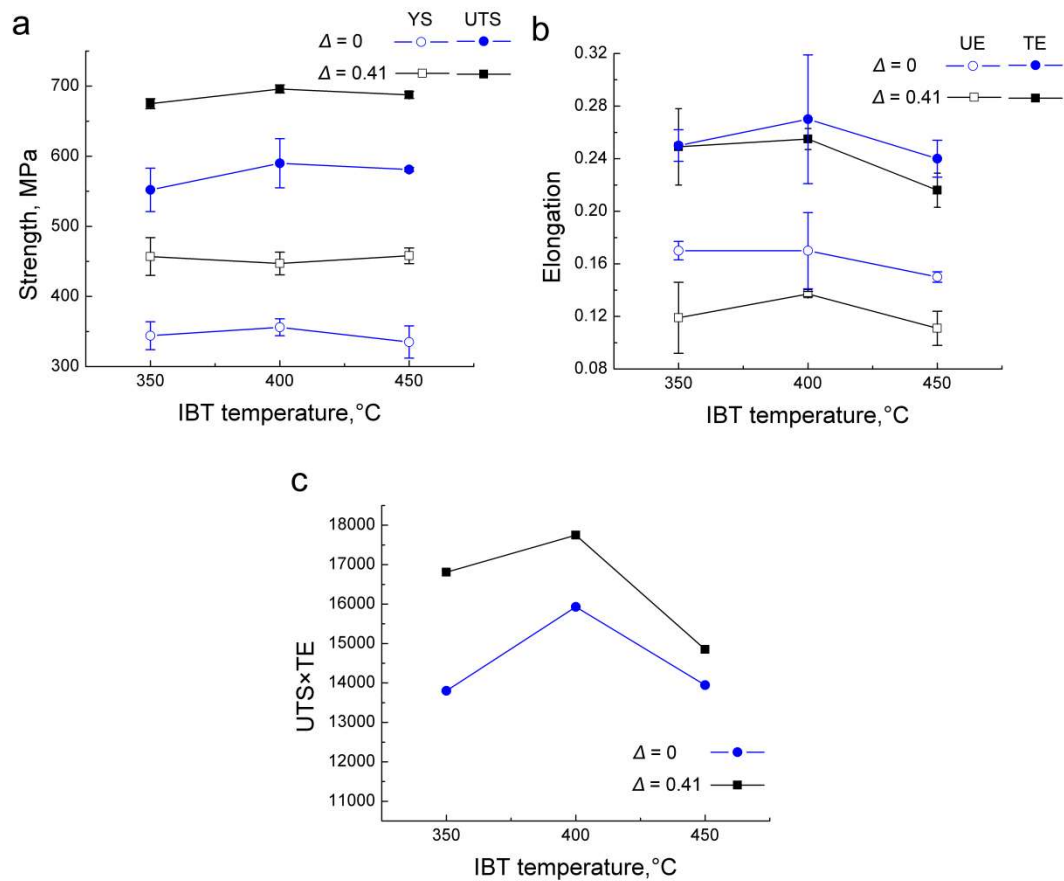 a
YS UTS
Δ = 0
Δ = 0.41
700
600
500
450
400
300
Strength, MPa
350 400 450
IBT temperature,°C
b
UE TE
Δ = 0
Δ = 0.41
0.32
0.28
0.24
0.20
0.16
0.12
0.08
Elongation
350 400 450
IBT temperature,°C
c
18000
17000
16000
15000
14000
13000
12000
11000
UTS×TE
Δ = 0
Δ = 0.41
350 400 450
IBT temperature,°C